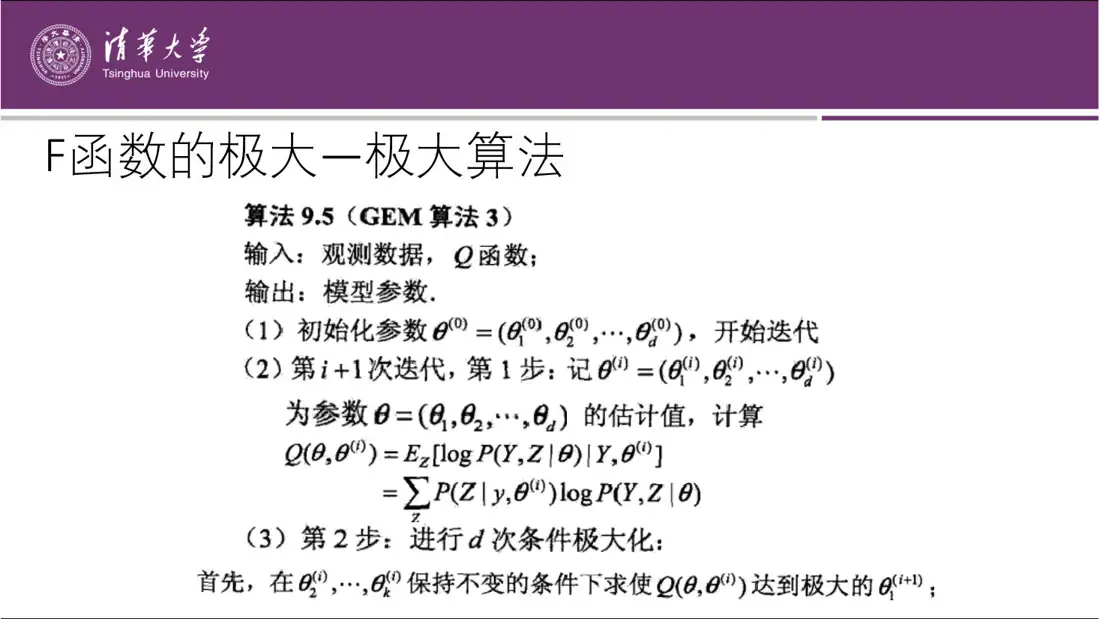 清華大学
Tsinghua University
F函数的极大—极大算法
算法 9.5（GEM 算法 3）
输入：观测数据，Q 函数；
输出：模型参数．
（1）初始化参数 θ^(0) = (θ_1^(0), θ_2^(0), ⋯, θ_d^(0))，开始迭代
（2）第 i+1 次迭代，第 1 步：记 θ^(i) = (θ_1^(i), θ_2^(i), ⋯, θ_d^(i))
为参数 θ = (θ_1, θ_2, ⋯, θ_d) 的估计值，计算
Q(θ, θ^(i)) = E_Z[log P(Y, Z | θ) | Y, θ^(i)]
= ∑_Z P(Z | y, θ^(i)) log P(Y, Z | θ)
（3）第 2 步：进行 d 次条件极大化：
首先，在 θ_2^(i), ⋯, θ_k^(i) 保持不变的条件下求使 Q(θ, θ^(i)) 达到极大的 θ_1^(i+1)；